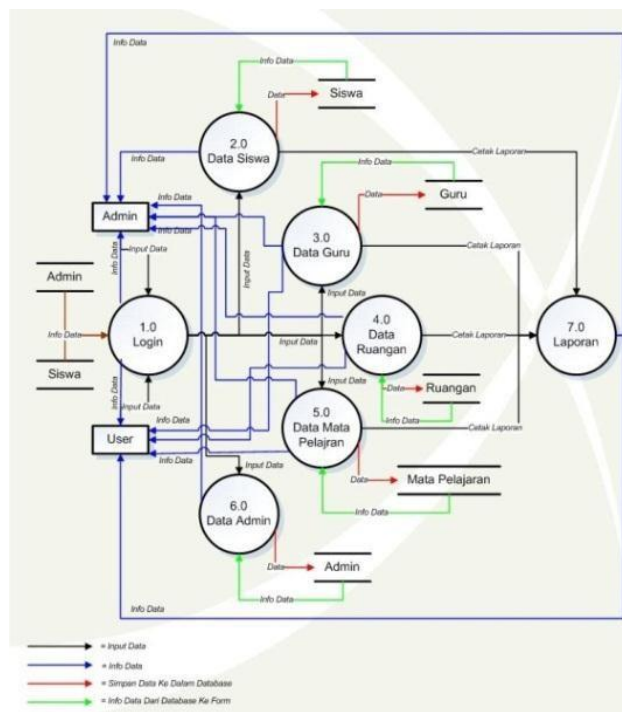 Info Data
Info Data
Siswa
Data
2.0
Data Siswa
Info Data
Cetak Laporan
Info Data
Guru
Data
Info Data
Admin
Info Data
Input Data
Info Data
3.0
Data Guru
Cetak Laporan
Input Data
Admin
Info Data
Siswa
1.0
Login
Input Data
Input Data
4.0
Data
Ruangan
Cetak Laporan
7.0
Laporan
Info Data
Input Data
Input Data
Data
Ruangan
Info Data
User
Info Data
Info Data
5.0
Data Mata
Pelajran
Cetak Laporan
Input Data
Data
Mata Pelajaran
Info Data
6.0
Data Admin
Data
Admin
Info Data
Info Data
= Input Data
= Info Data
= Simpan Data Ke Dalam Database
= Info Data Dari Database Ke Form